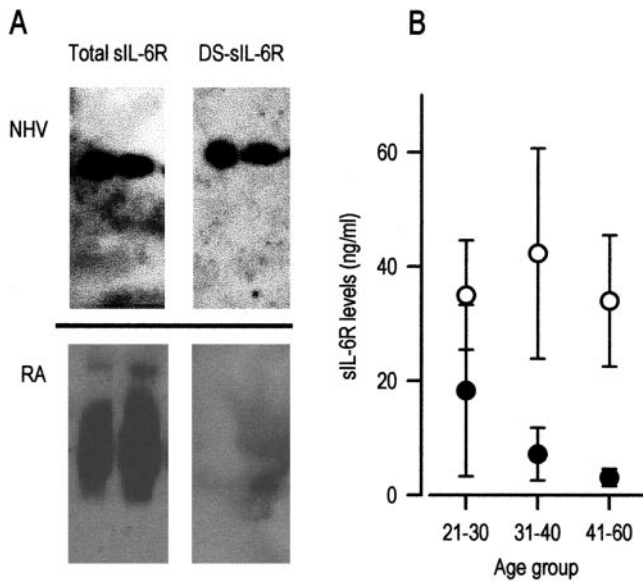 A
Total sIL-6R DS-sIL-6R
NHV
RA
B
sIL-6R levels (ng/ml)
60
40
20
0
21-30 31-40 41-60
Age group